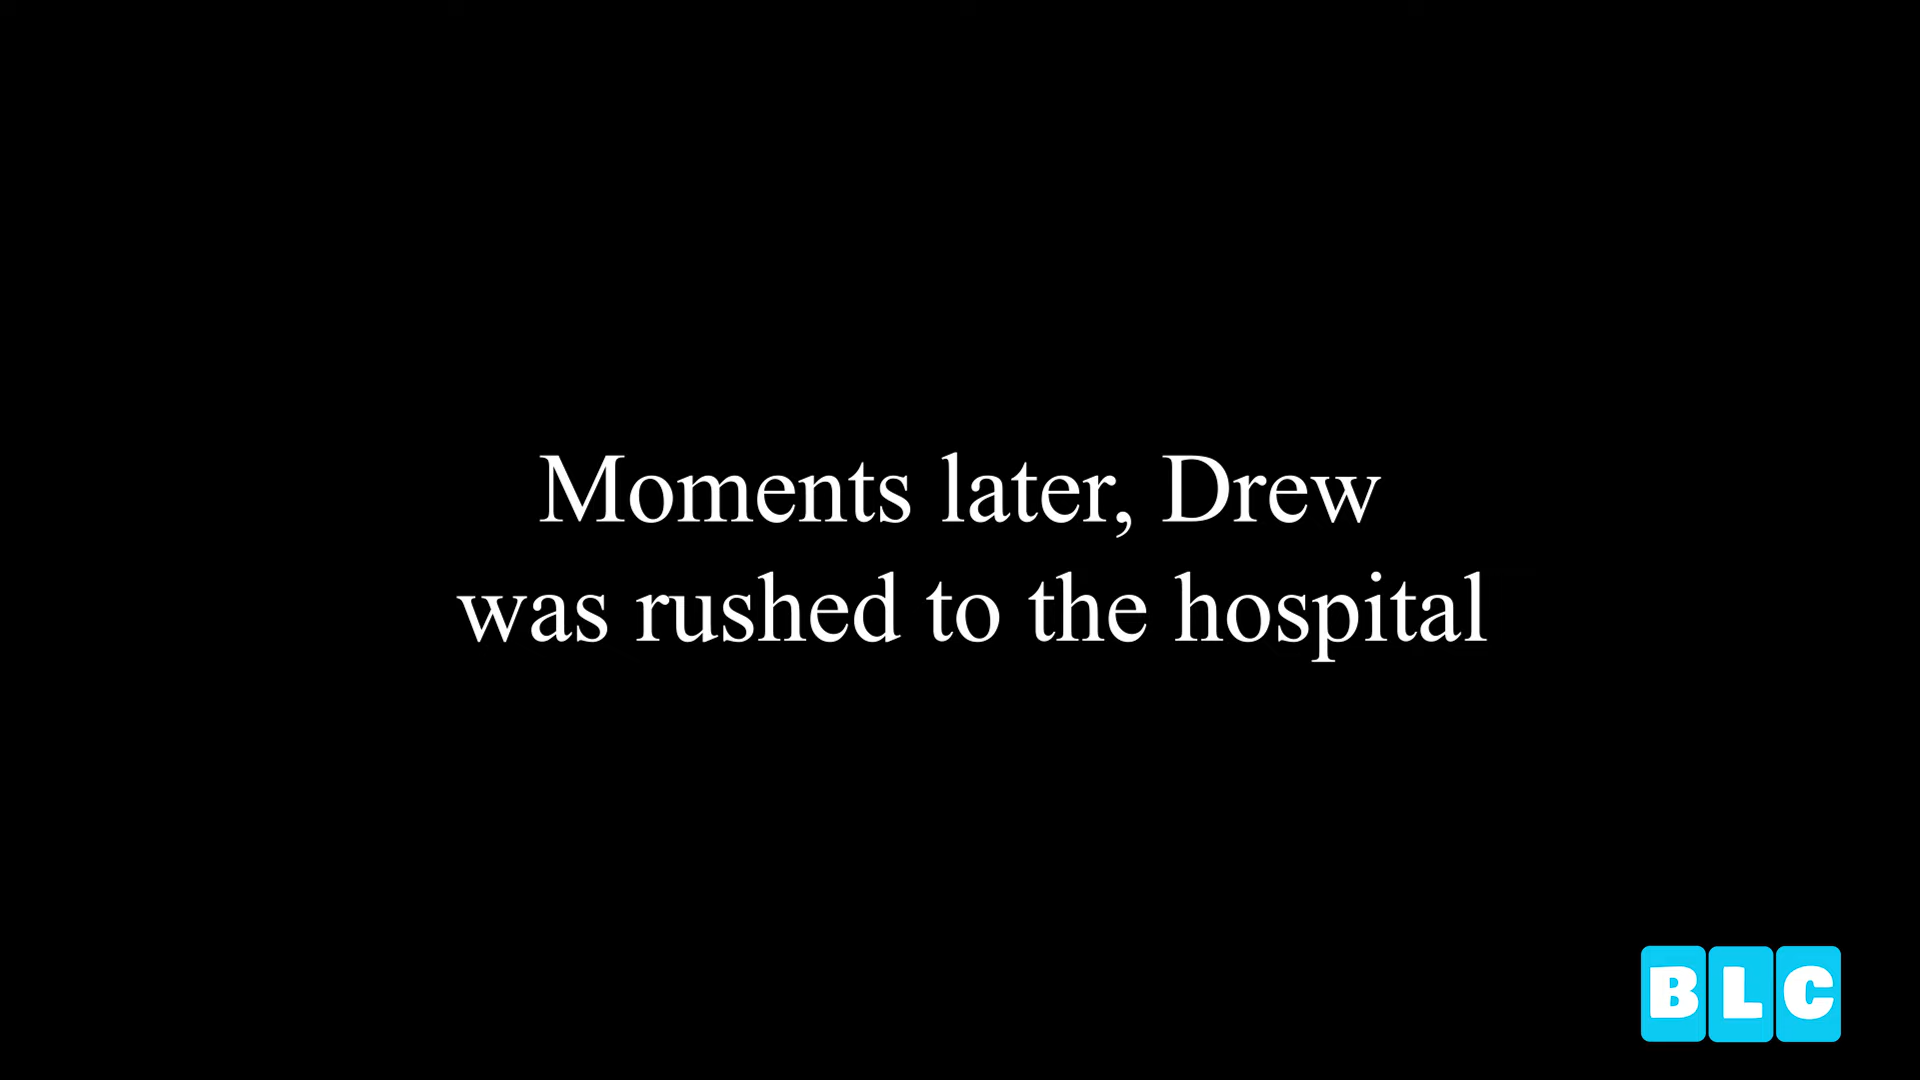 Moments later, Drew
was rushed to the hospital
BLC